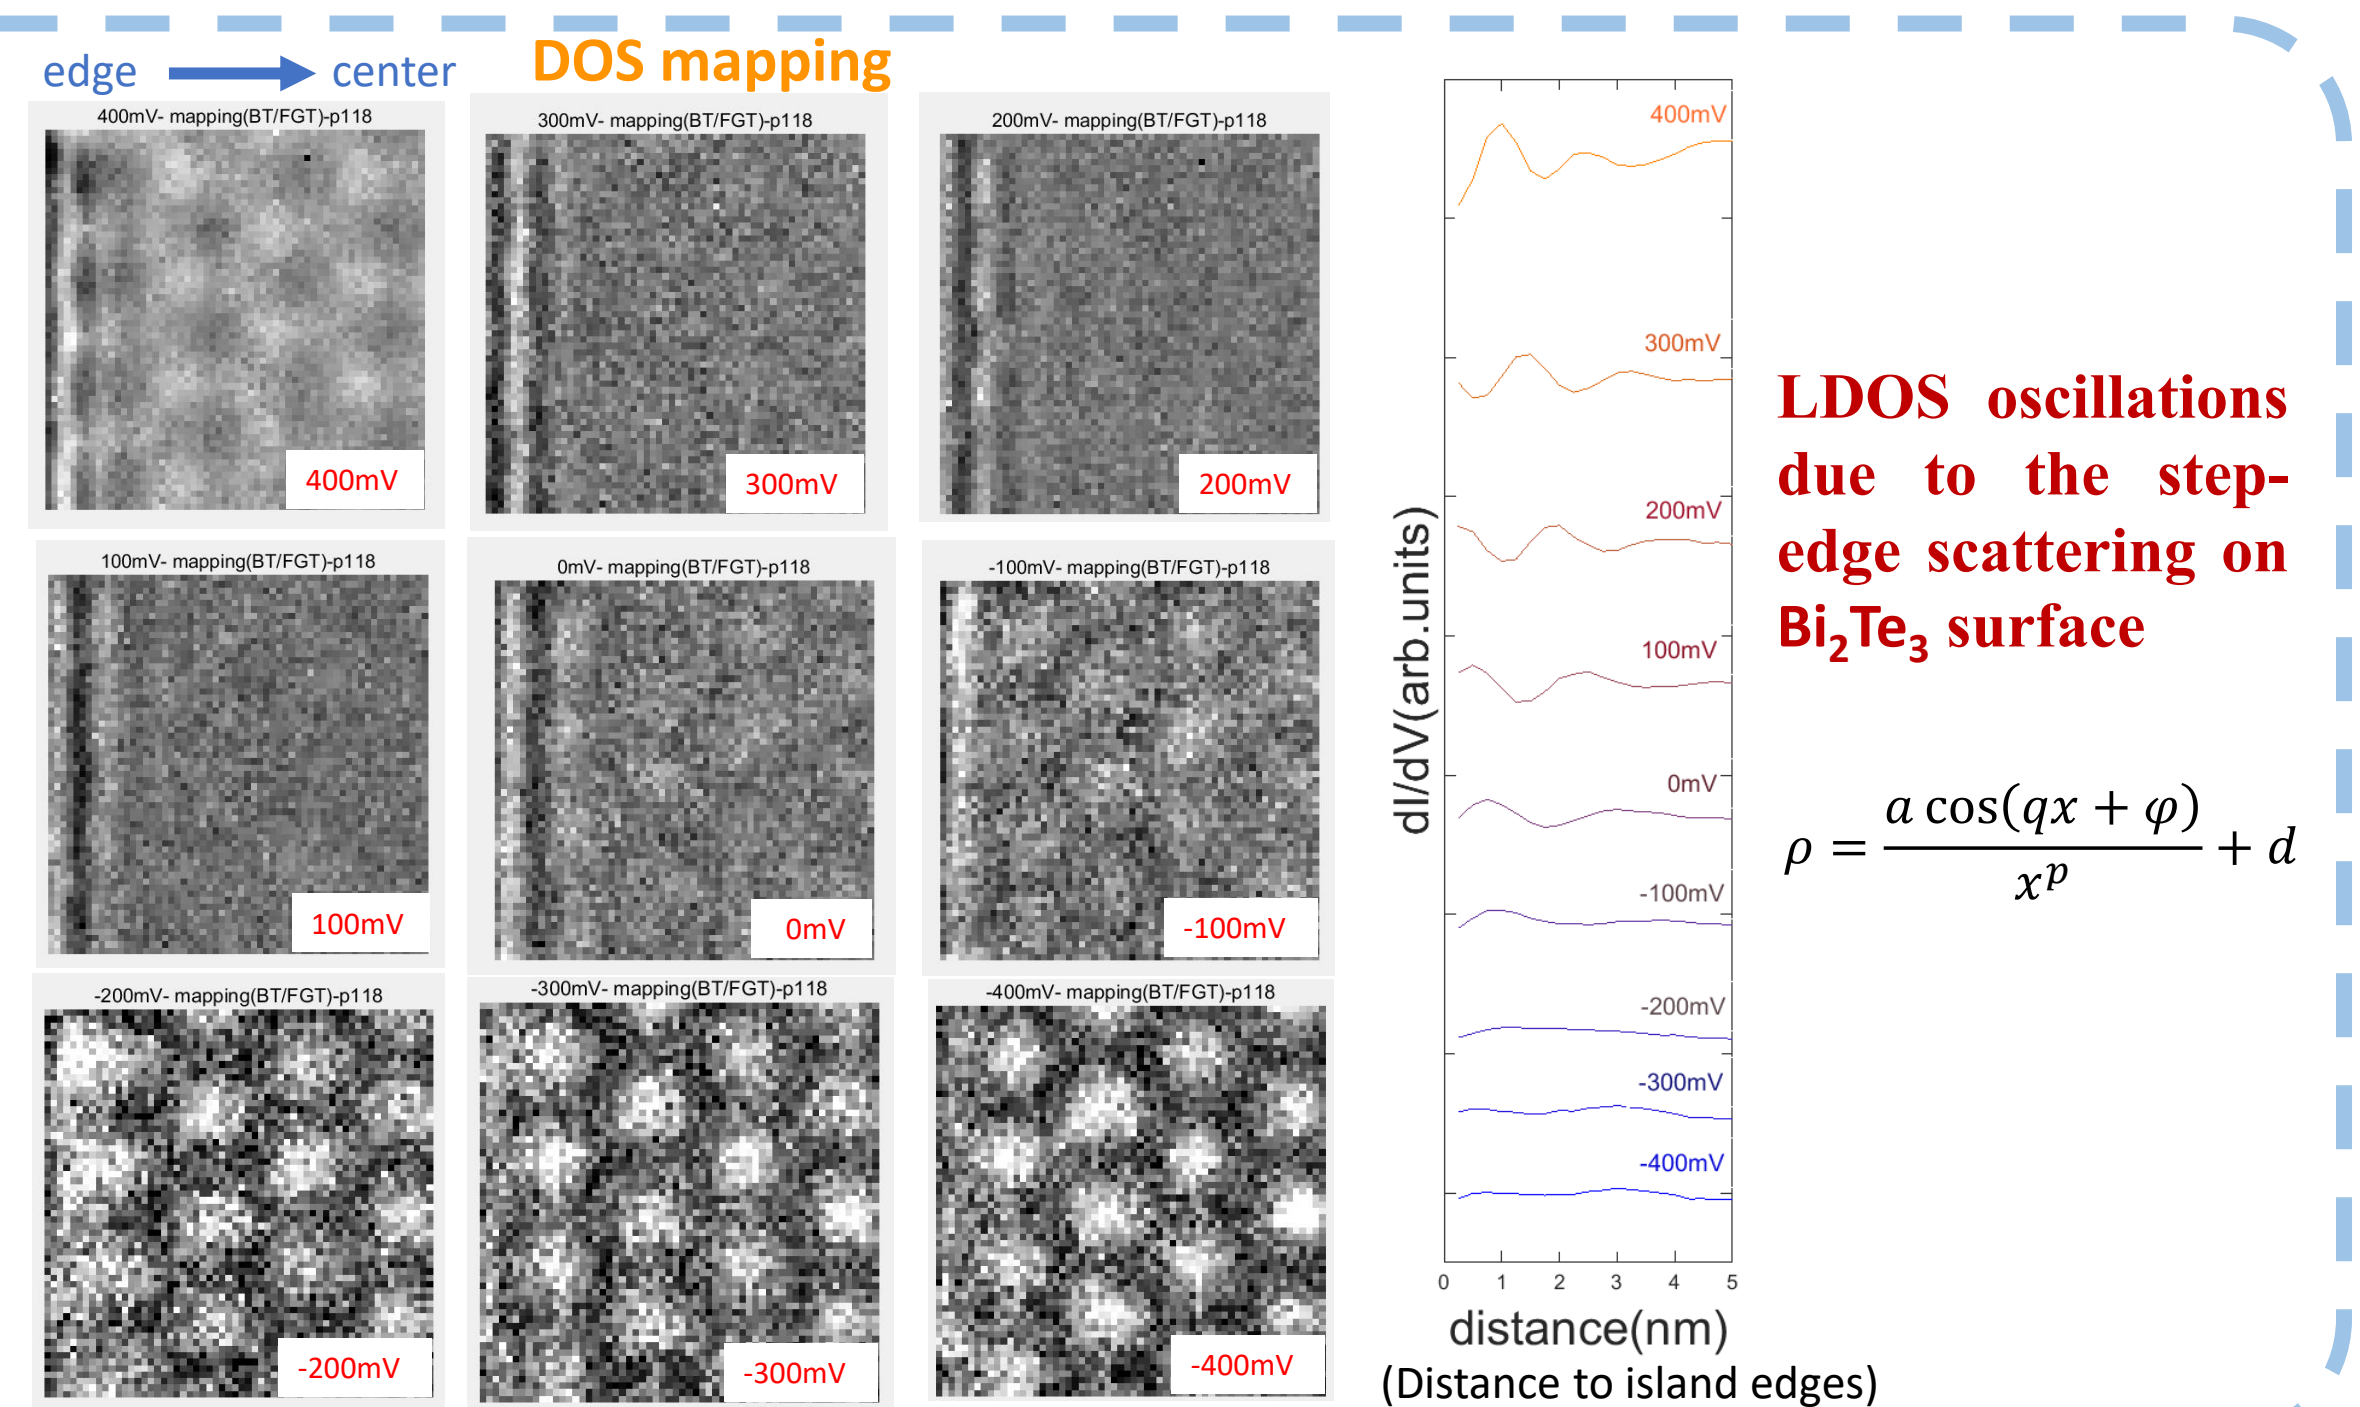 edge center
DOS mapping
400mV- mapping(BT/FGT)-p118
400mV
300mV- mapping(BT/FGT)-p118
300mV
200mV- mapping(BT/FGT)-p118
200mV
100mV- mapping(BT/FGT)-p118
100mV
0mV- mapping(BT/FGT)-p118
0mV
-100mV- mapping(BT/FGT)-p118
-100mV
-200mV- mapping(BT/FGT)-p118
-200mV
-300mV- mapping(BT/FGT)-p118
-300mV
-400mV- mapping(BT/FGT)-p118
-400mV
dI/dV(arb.units)
400mV
300mV
200mV
100mV
0mV
-100mV
-200mV
-300mV
-400mV
0 1 2 3 4 5
distance(nm)
(Distance to island edges)
LDOS oscillations
due to the step-
edge scattering on
Bi₂Te₃ surface
ρ = a cos(qx + φ) / x^p + d